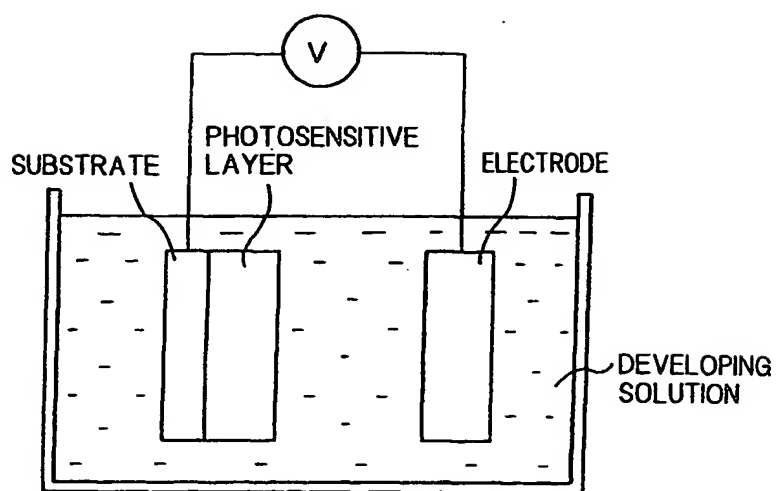 V
PHOTOSENSITIVE
LAYER
SUBSTRATE
ELECTRODE
DEVELOPING
SOLUTION